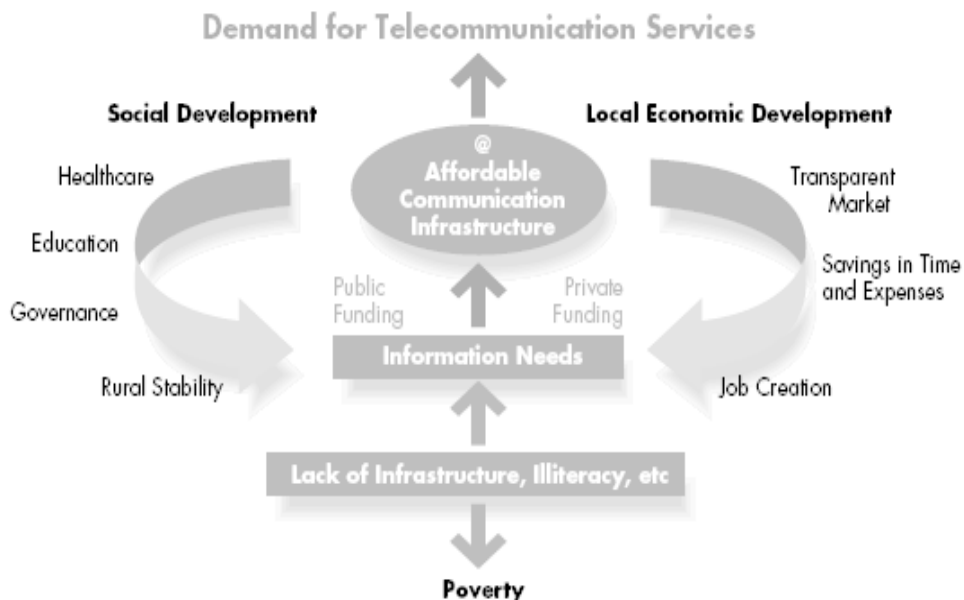 Demand for Telecommunication Services
Social Development
Local Economic Development
@
Affordable
Communication
Infrastructure
Healthcare
Education
Governance
Rural Stability
Transparent
Market
Savings in Time
and Expenses
Job Creation
Public
Funding
Private
Funding
Information Needs
Lack of Infrastructure, Illiteracy, etc
Poverty